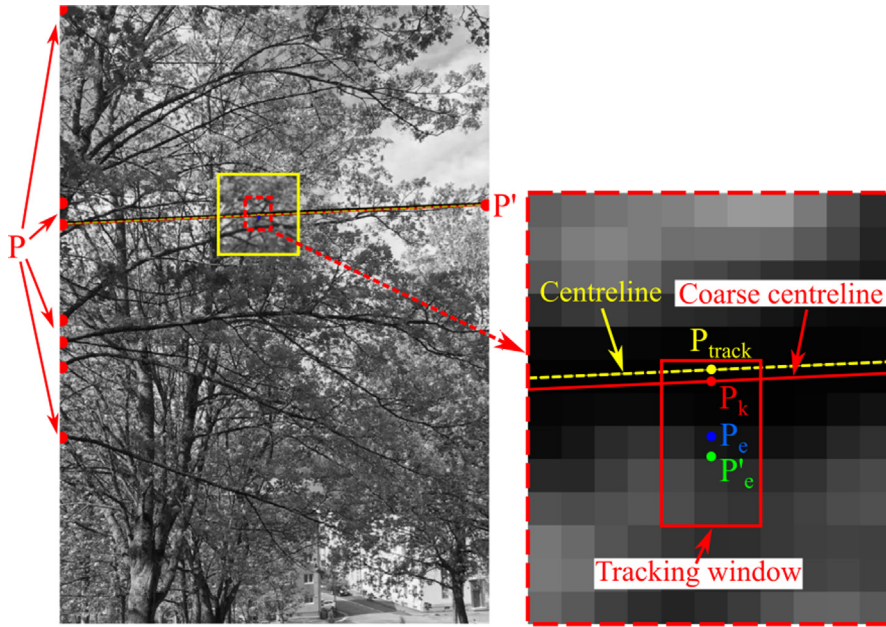 P
P'
Centreline
Coarse centreline
P_track
P_k
P_e
P'_e
Tracking window